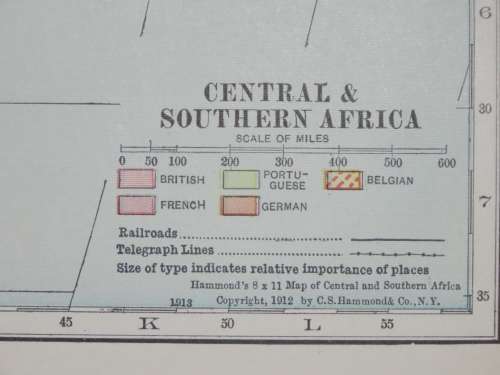 6
CENTRAL &
SOUTHERN AFRICA
30
SCALE OF MILES
0 50 100 200 300 400 600
BRITISH PORTU-
GUESE BELGIAN
FRENCH GERMAN
7
Railroads
Telegraph Lines
Size of type indicates relative importance of places
Hammond's 8 x 11 Map of Central and Southern Africa
1913 Copyright, 1912 by C.S.Hammond & Co., N.Y.
35
45 K 50 L 55